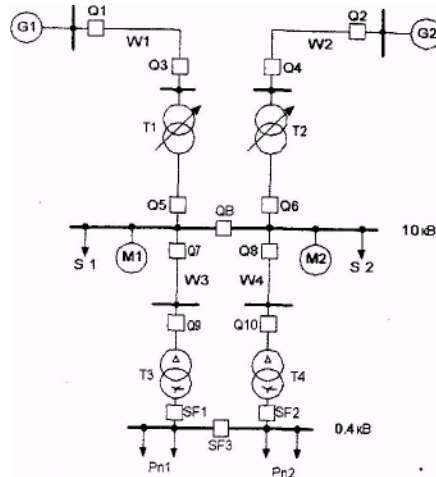 G1 Q1 Q2 G2
W1 W2
Q3 Q4
T1 T2
Q5 Q6
QB
10 кВ
S 1 M1 Q7 Q8 M2 S 2
W3 W4
Q9 Q10
T3 T4
SF1 SF2
SF3 0.4 кВ
Pn1 Pn2